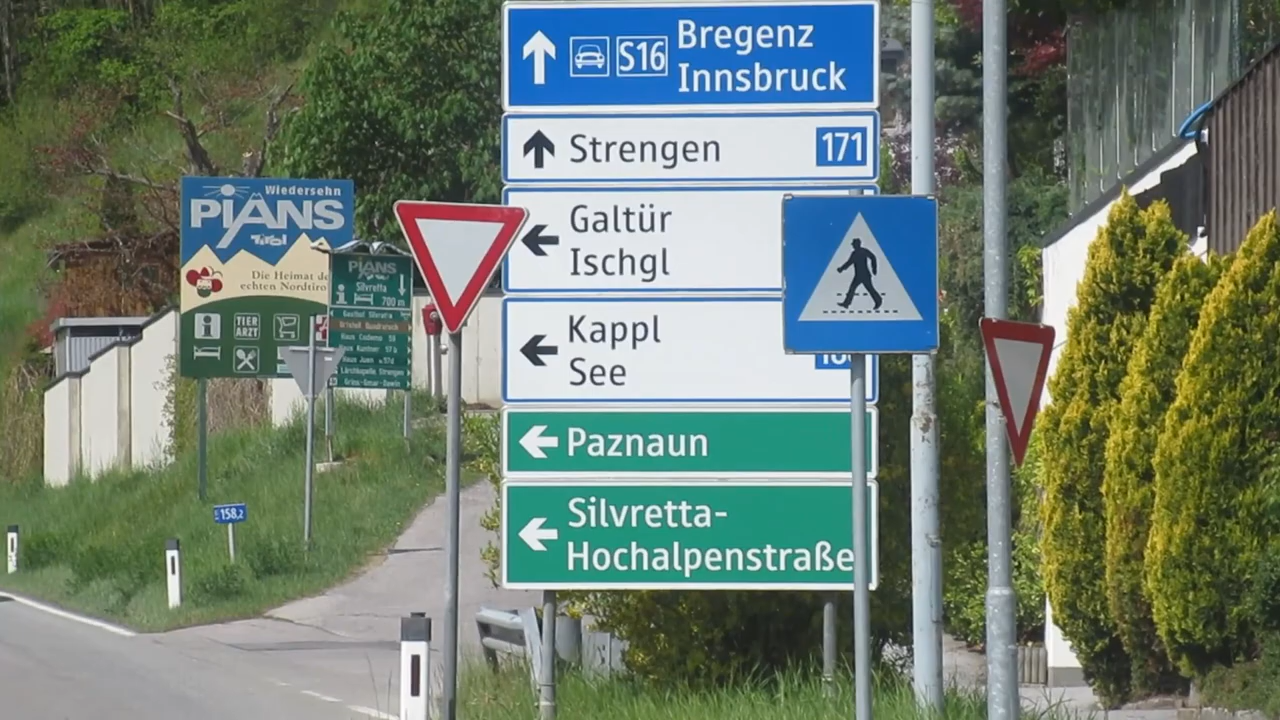 S16
Bregenz
Innsbruck
Strengen
171
Galtür
Ischgl
Kappl
See
Paznaun
Silvretta-
Hochalpenstraße
Wiedersehn
PIANS
Tirol
Die Heimat de
echten Nordtiro
TIER
ARZT
PIANS
Silvretta
700 m
158,2